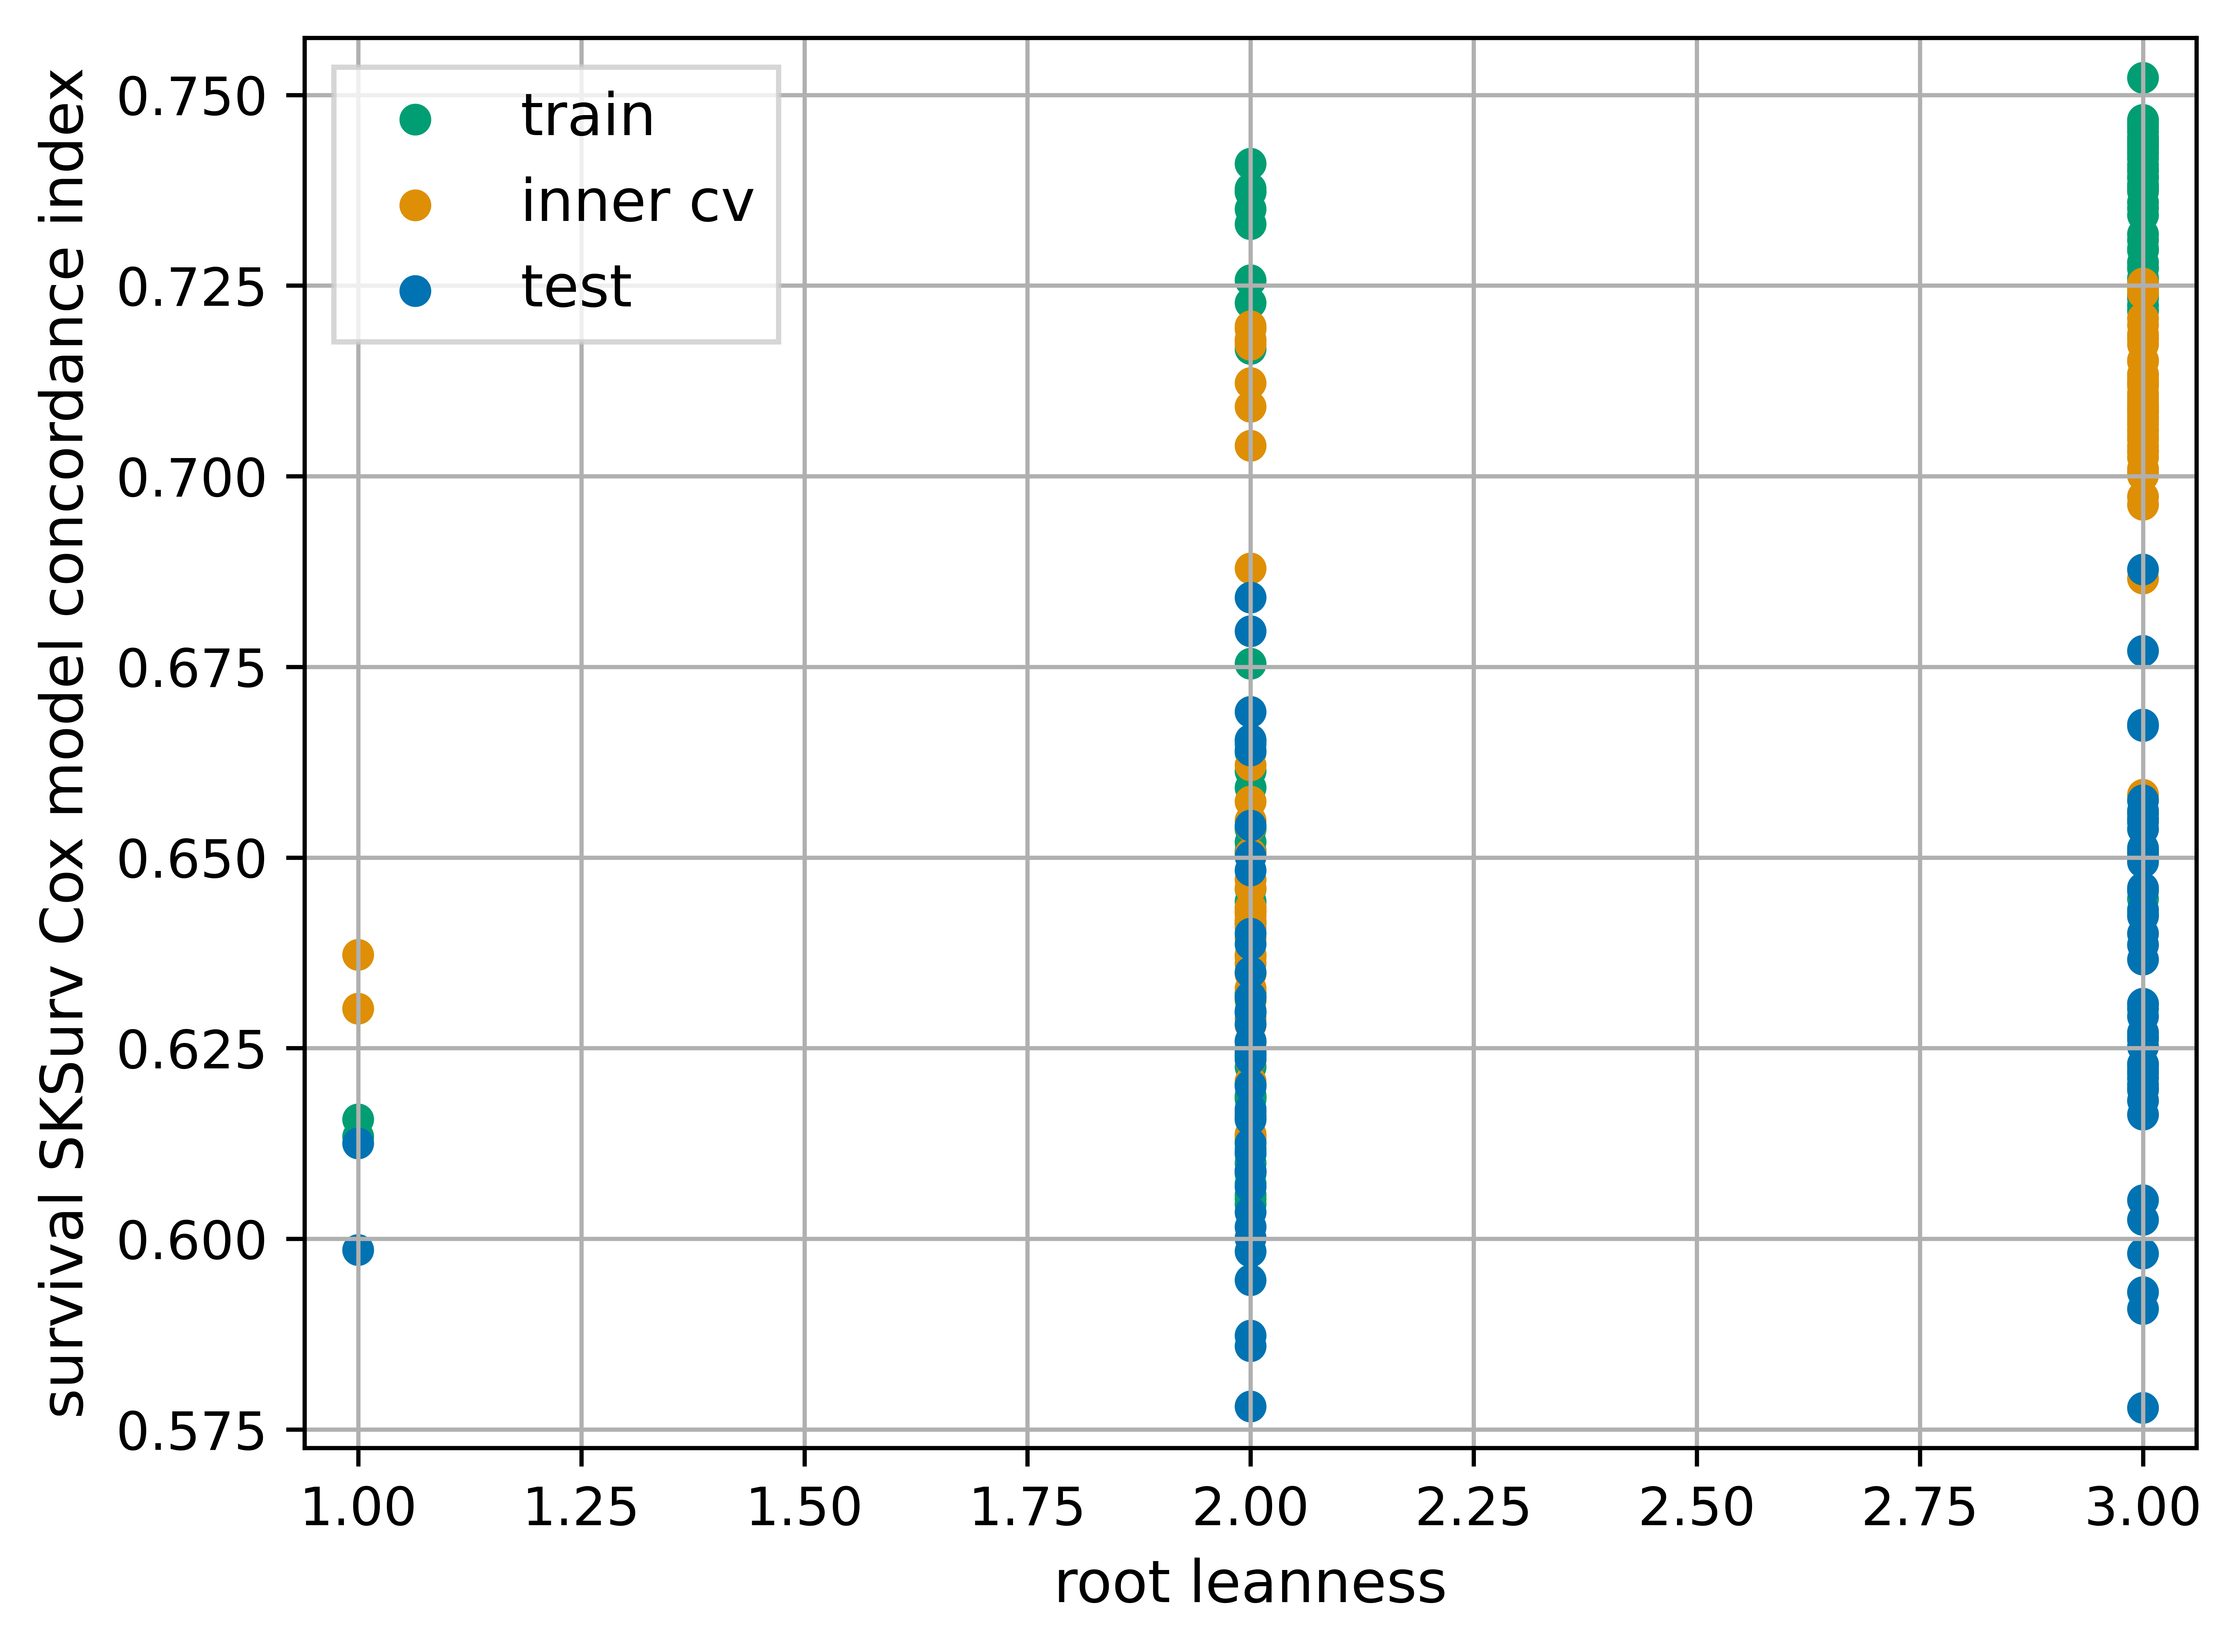 survival SKSurv Cox model concordance index
0.750
0.725
0.700
0.675
0.650
0.625
0.600
0.575
train
inner cv
test
1.00 1.25 1.50 1.75 2.00 2.25 2.50 2.75 3.00
root leanness